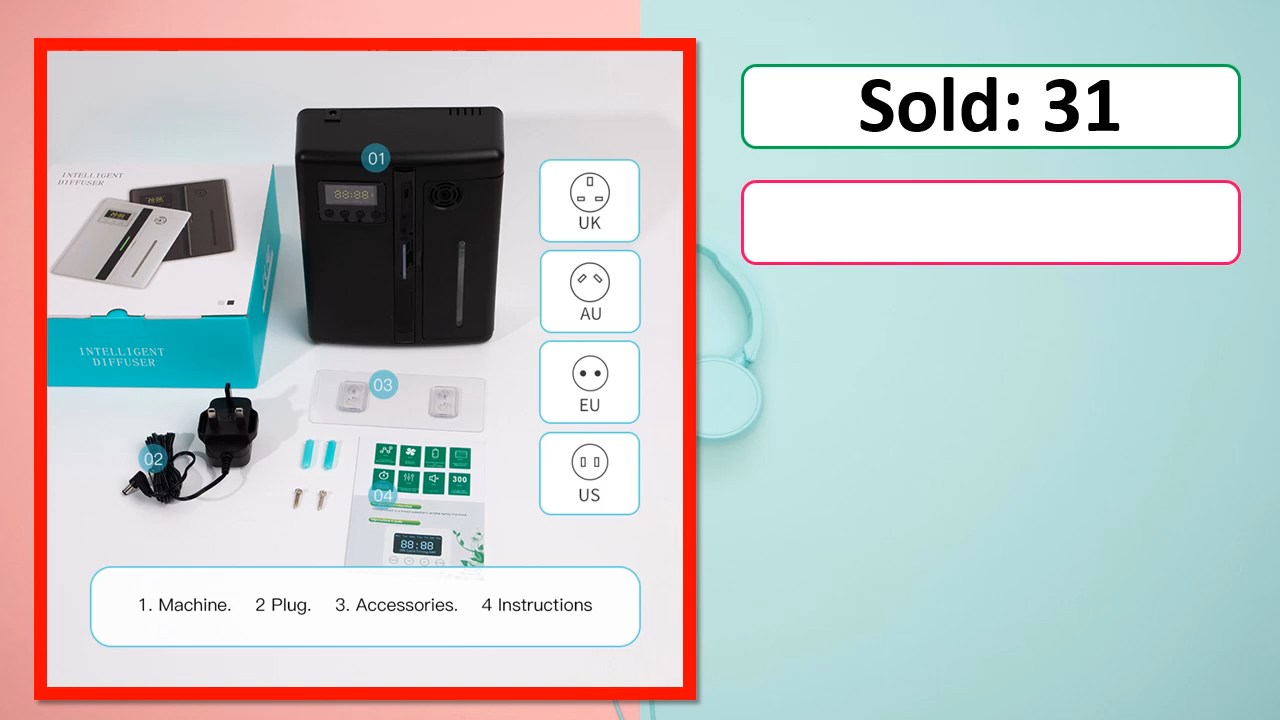 Sold: 31
01
88:88
INTELLIGENT
DIFFUSER
INTELLIGENT
DIFFUSER
UK
AU
EU
US
03
02
300
04
88:88
1. Machine. 2 Plug. 3. Accessories. 4 Instructions